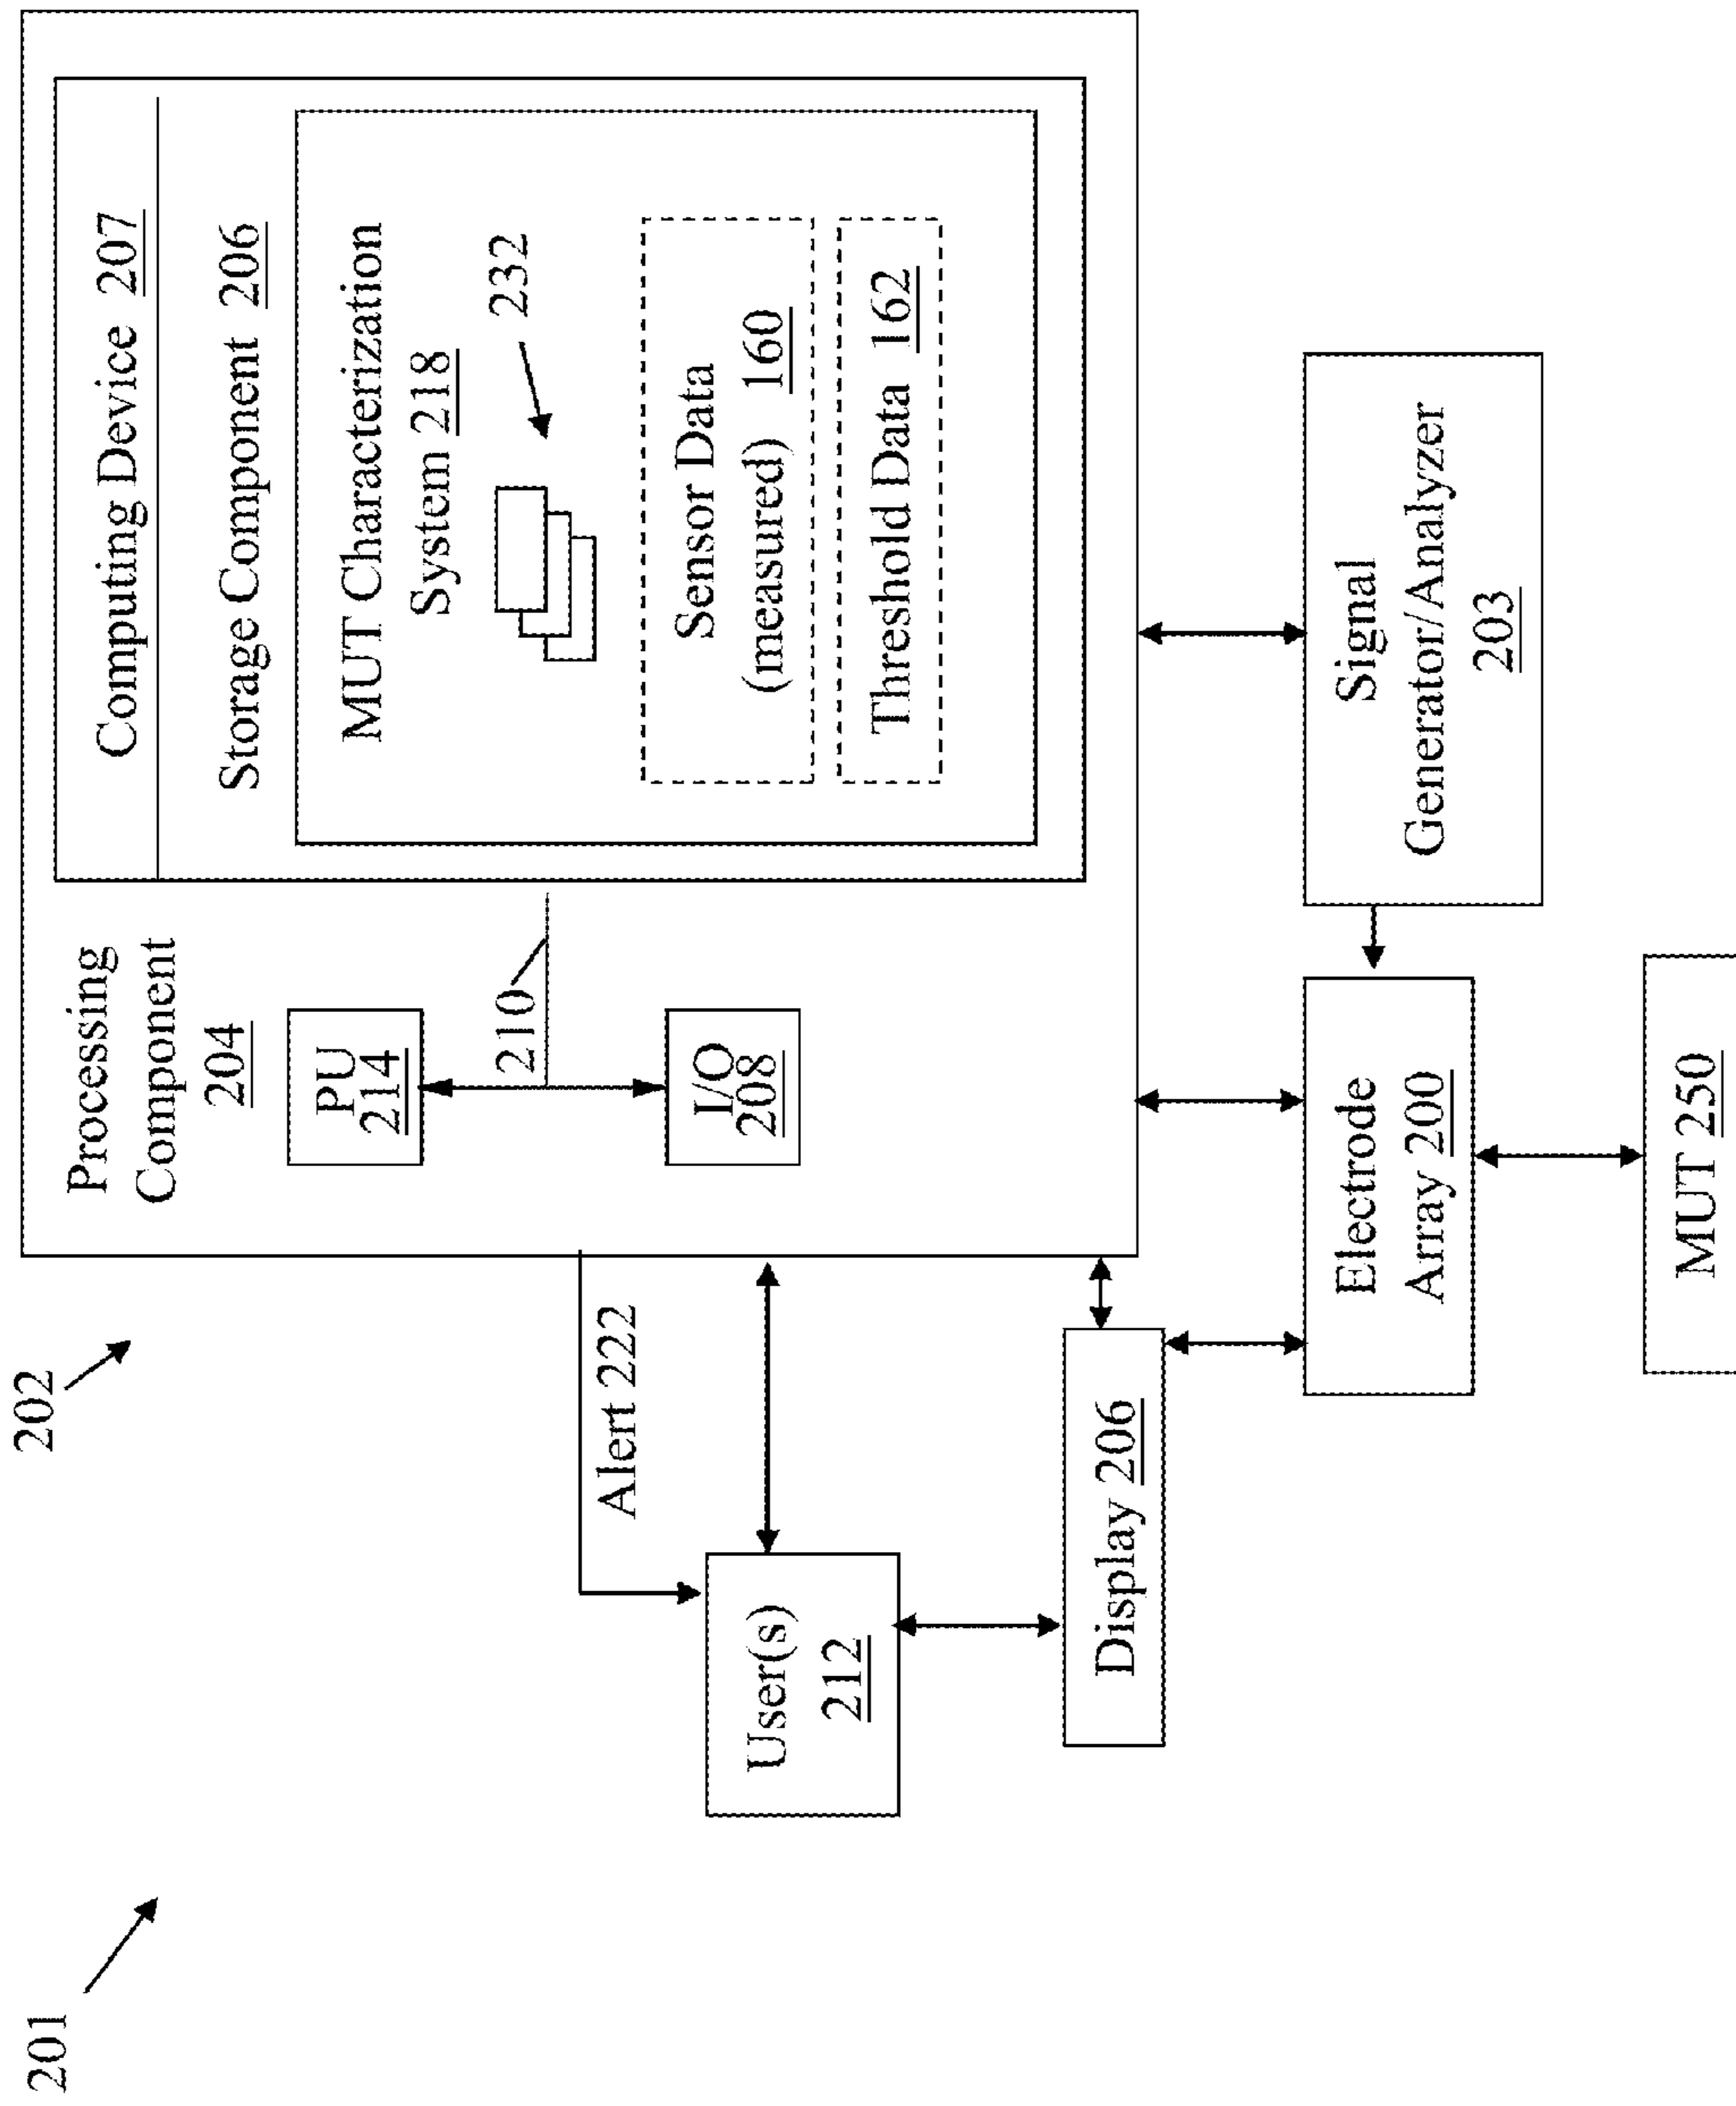 201
202
Processing
Component
204
Computing Device 207
Storage Component 206
MUT Characterization
System 218
232
PU
214
210
I/O
208
Sensor Data
(measured) 160
Threshold Data 162
Alert 222
User(s)
212
Display 206
Electrode
Array 200
Signal
Generator/Analyzer
203
MUT 250